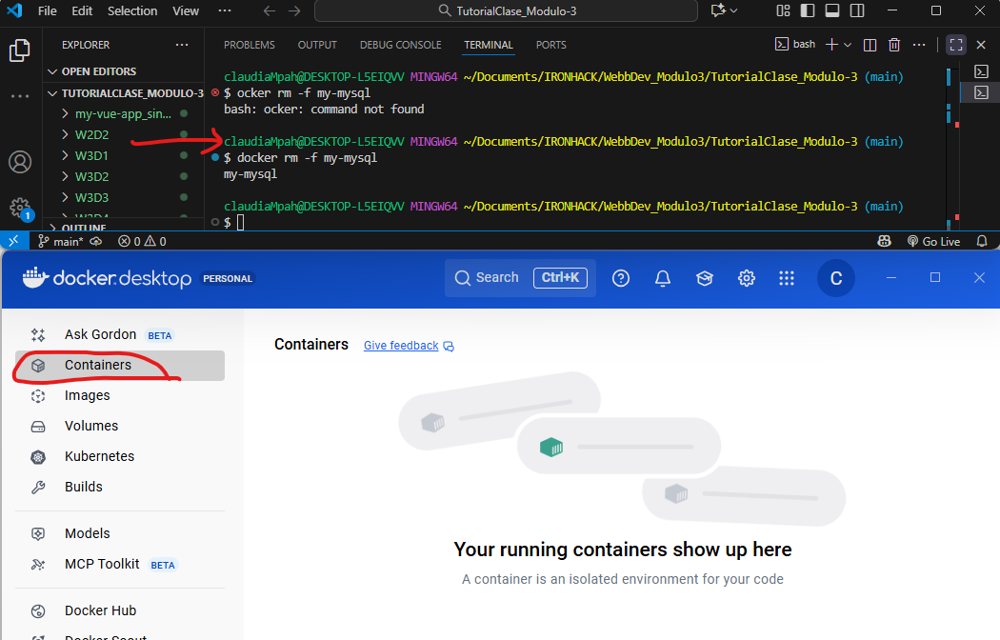 File Edit Selection View ··· TutorialClase_Modulo-3
EXPLORER ··· PROBLEMS OUTPUT DEBUG CONSOLE TERMINAL PORTS bash ···
OPEN EDITORS
TUTORIALCLASE_MODULO-3
my-vue-app_sin...
W2D2
W3D1
W3D2
W3D3
W3D4
OUTLINE
claudiaMpah@DESKTOP-L5EIQVV MINGW64 ~/Documents/IRONHACK/WebbDev_Modulo3/TutorialClase_Modulo-3 (main)
$ ocker rm -f my-mysql
bash: ocker: command not found
claudiaMpah@DESKTOP-L5EIQVV MINGW64 ~/Documents/IRONHACK/WebbDev_Modulo3/TutorialClase_Modulo-3 (main)
$ docker rm -f my-mysql
my-mysql
claudiaMpah@DESKTOP-L5EIQVV MINGW64 ~/Documents/IRONHACK/WebbDev_Modulo3/TutorialClase_Modulo-3 (main)
$
1
main* 0 0 Go Live
docker.desktop PERSONAL Search Ctrl+K C
Ask Gordon BETA
Containers
Images
Volumes
Kubernetes
Builds
Models
MCP Toolkit BETA
Docker Hub
Docker Scout
Containers Give feedback
Your running containers show up here
A container is an isolated environment for your code